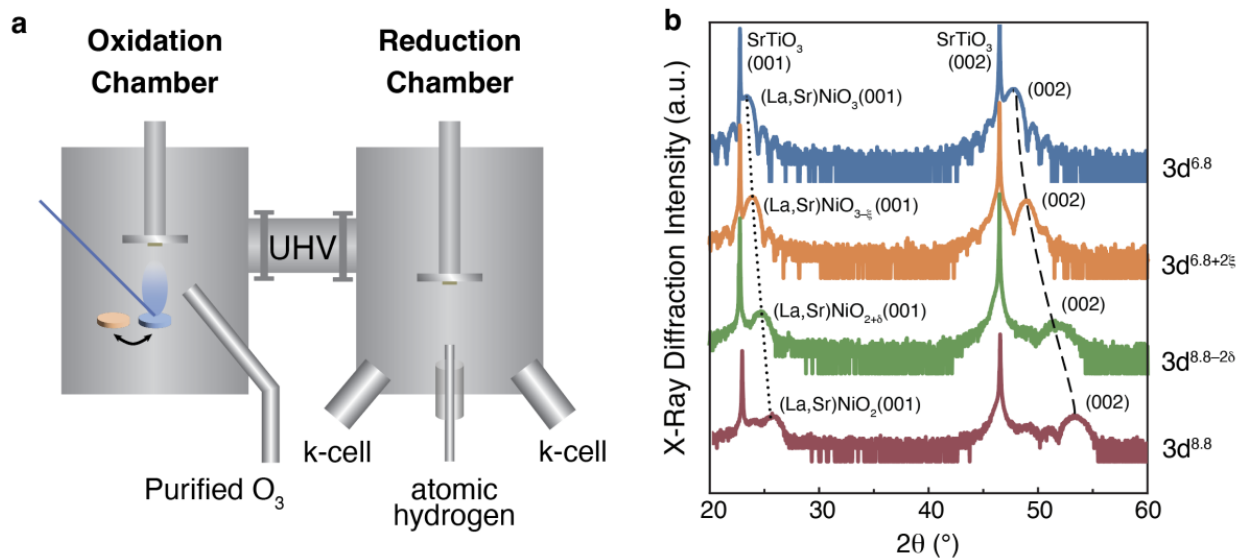 a
Oxidation
Chamber
Reduction
Chamber
UHV
k-cell
k-cell
Purified O₃
atomic
hydrogen
b
X-Ray Diffraction Intensity (a.u.)
SrTiO₃
(001)
SrTiO₃
(002)
(La,Sr)NiO₃(001)
(002)
3d⁶·⁸
(La,Sr)NiO₃₋ξ(001)
(002)
3d⁶·⁸⁺²ξ
(La,Sr)NiO₂₊δ(001)
(002)
3d⁸·⁸⁻²δ
(La,Sr)NiO₂(001)
(002)
3d⁸·⁸
20 30 40 50 60
2θ (°)